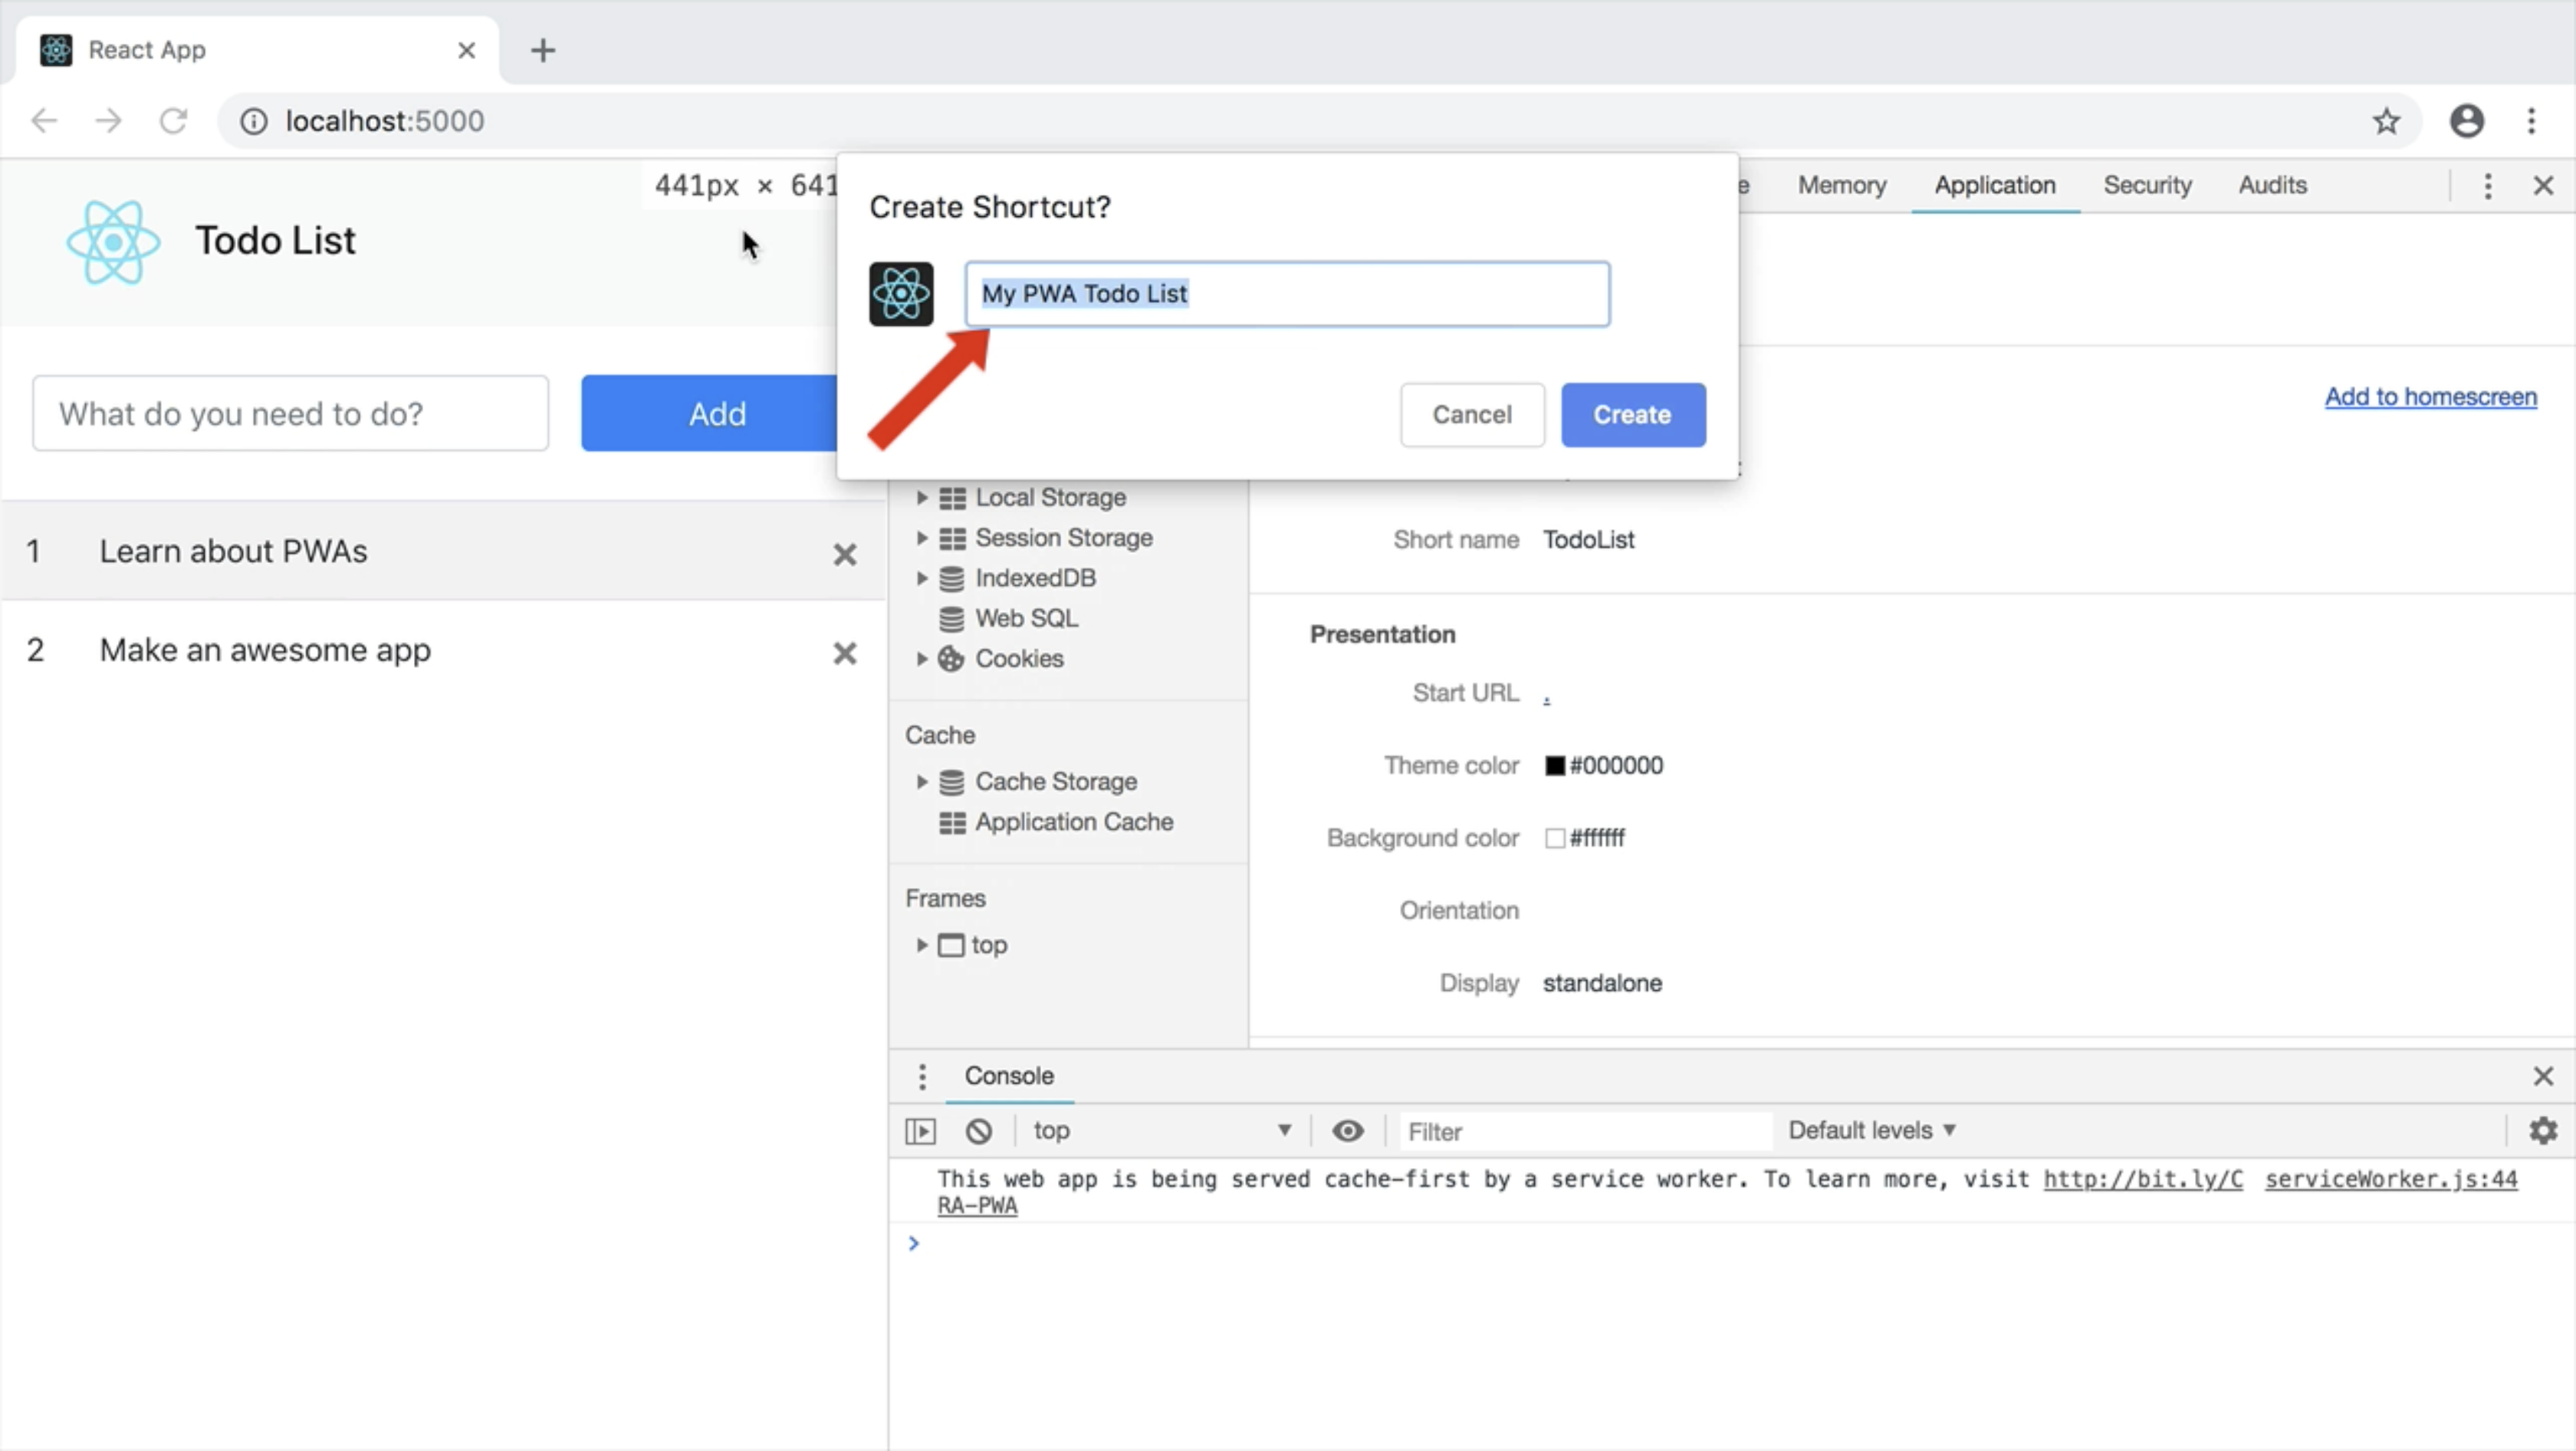 React App
localhost:5000
Todo List
441px × 641
What do you need to do?
Add
1 Learn about PWAs
2 Make an awesome app
Create Shortcut?
My PWA Todo List
Cancel
Create
Memory
Application
Security
Audits
Add to homescreen
Local Storage
Session Storage
IndexedDB
Web SQL
Cookies
Cache
Cache Storage
Application Cache
Frames
top
Short name TodoList
Presentation
Start URL .
Theme color #000000
Background color #ffffff
Orientation
Display standalone
Console
top
Filter
Default levels
This web app is being served cache-first by a service worker. To learn more, visit http://bit.ly/C serviceWorker.js:44
RA-PWA